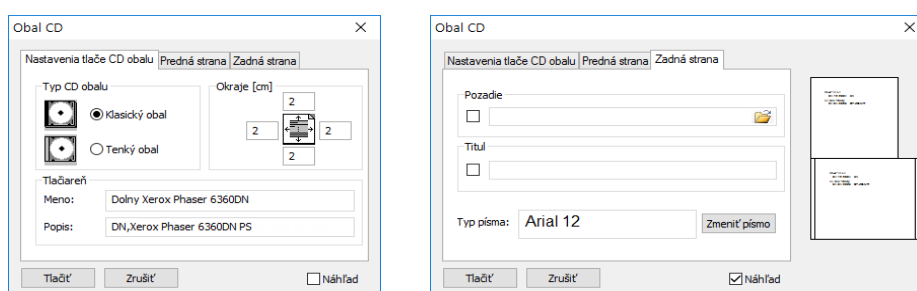 Obal CD
Nastavenia tlače CD obalu Predná strana Zadná strana
Typ CD obalu
Klasický obal
Tenký obal
Okraje [cm]
2
2 2
2
Tlačiareň
Meno: Dolny Xerox Phaser 6360DN
Popis: DN,Xerox Phaser 6360DN PS
Tlačiť Zrušiť Náhľad
Obal CD
Nastavenia tlače CD obalu Predná strana Zadná strana
Pozadie
Titul
Typ písma: Arial 12 Zmeniť písmo
Tlačiť Zrušiť Náhľad